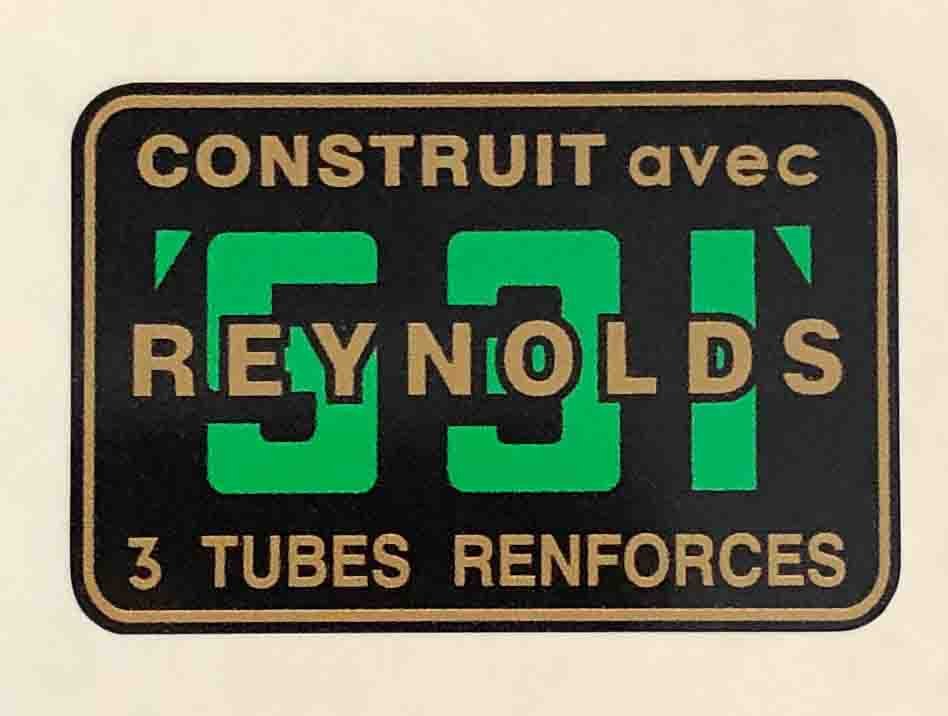 CONSTRUIT avec
'531'
REYNOLDS
3 TUBES RENFORCES